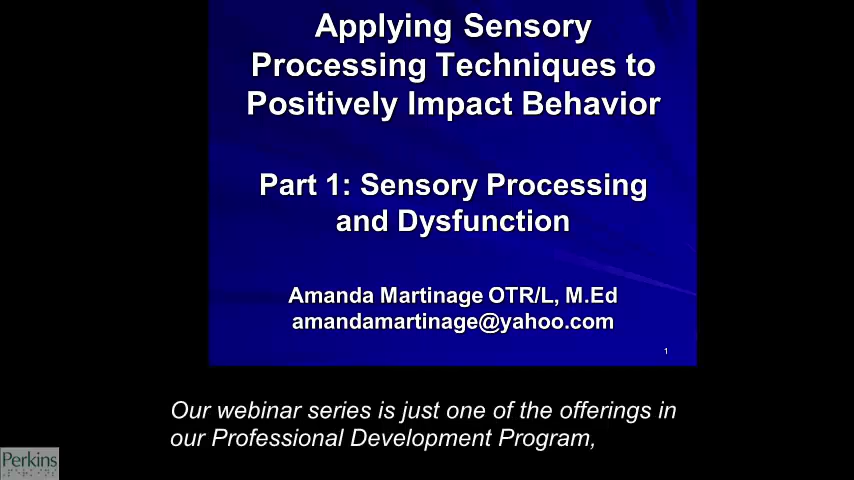 Applying Sensory
Processing Techniques to
Positively Impact Behavior
Part 1: Sensory Processing
and Dysfunction
Amanda Martinage OTR/L, M.Ed
amandamartinage@yahoo.com
1
Our webinar series is just one of the offerings in
our Professional Development Program,
Perkins